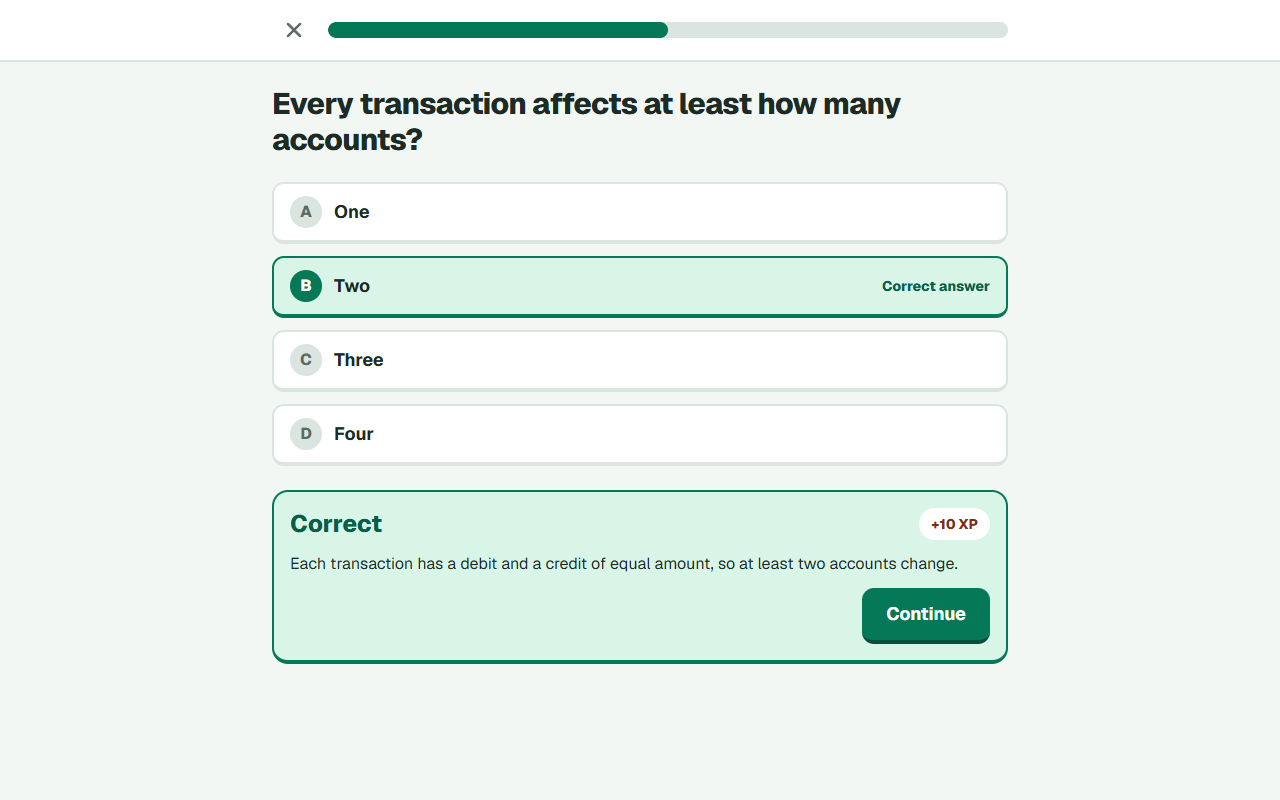 Every transaction affects at least how many
accounts?
A One
B Two Correct answer
C Three
D Four
Correct +10 XP
Each transaction has a debit and a credit of equal amount, so at least two accounts change.
Continue